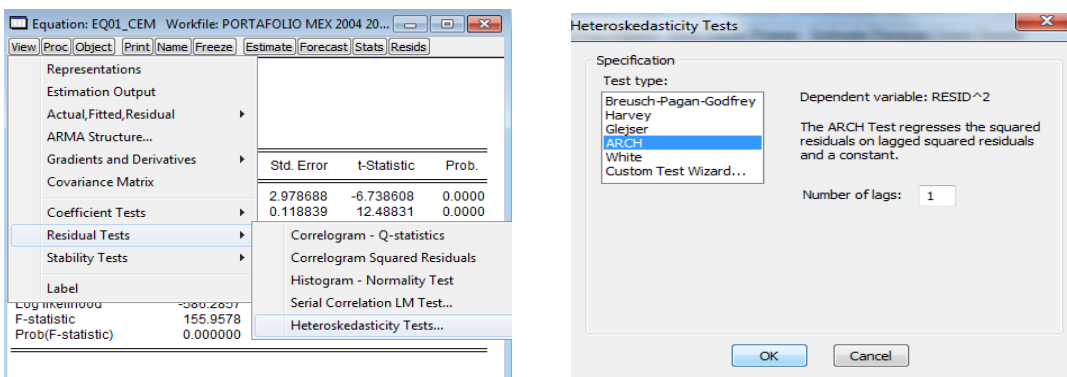 Equation: EQ01_CEM Workfile: PORTAFOLIO MEX 2004 20...
View Proc Object Print Name Freeze Estimate Forecast Stats Resids
Representations
Estimation Output
Actual,Fitted,Residual
ARMA Structure...
Gradients and Derivatives
Covariance Matrix
Coefficient Tests
Residual Tests
Stability Tests
Label
Std. Error t-Statistic Prob.
2.978688 -6.738608 0.0000
0.118839 12.48831 0.0000
Correlogram - Q-statistics
Correlogram Squared Residuals
Histogram - Normality Test
Serial Correlation LM Test...
Heteroskedasticity Tests...
Log likelihood -586.2857
F-statistic 155.9578
Prob(F-statistic) 0.000000
Heteroskedasticity Tests
Specification
Test type:
Breusch-Pagan-Godfrey
Harvey
Glejser
ARCH
White
Custom Test Wizard...
Dependent variable: RESID^2
The ARCH Test regresses the squared
residuals on lagged squared residuals
and a constant.
Number of lags: 1
OK Cancel